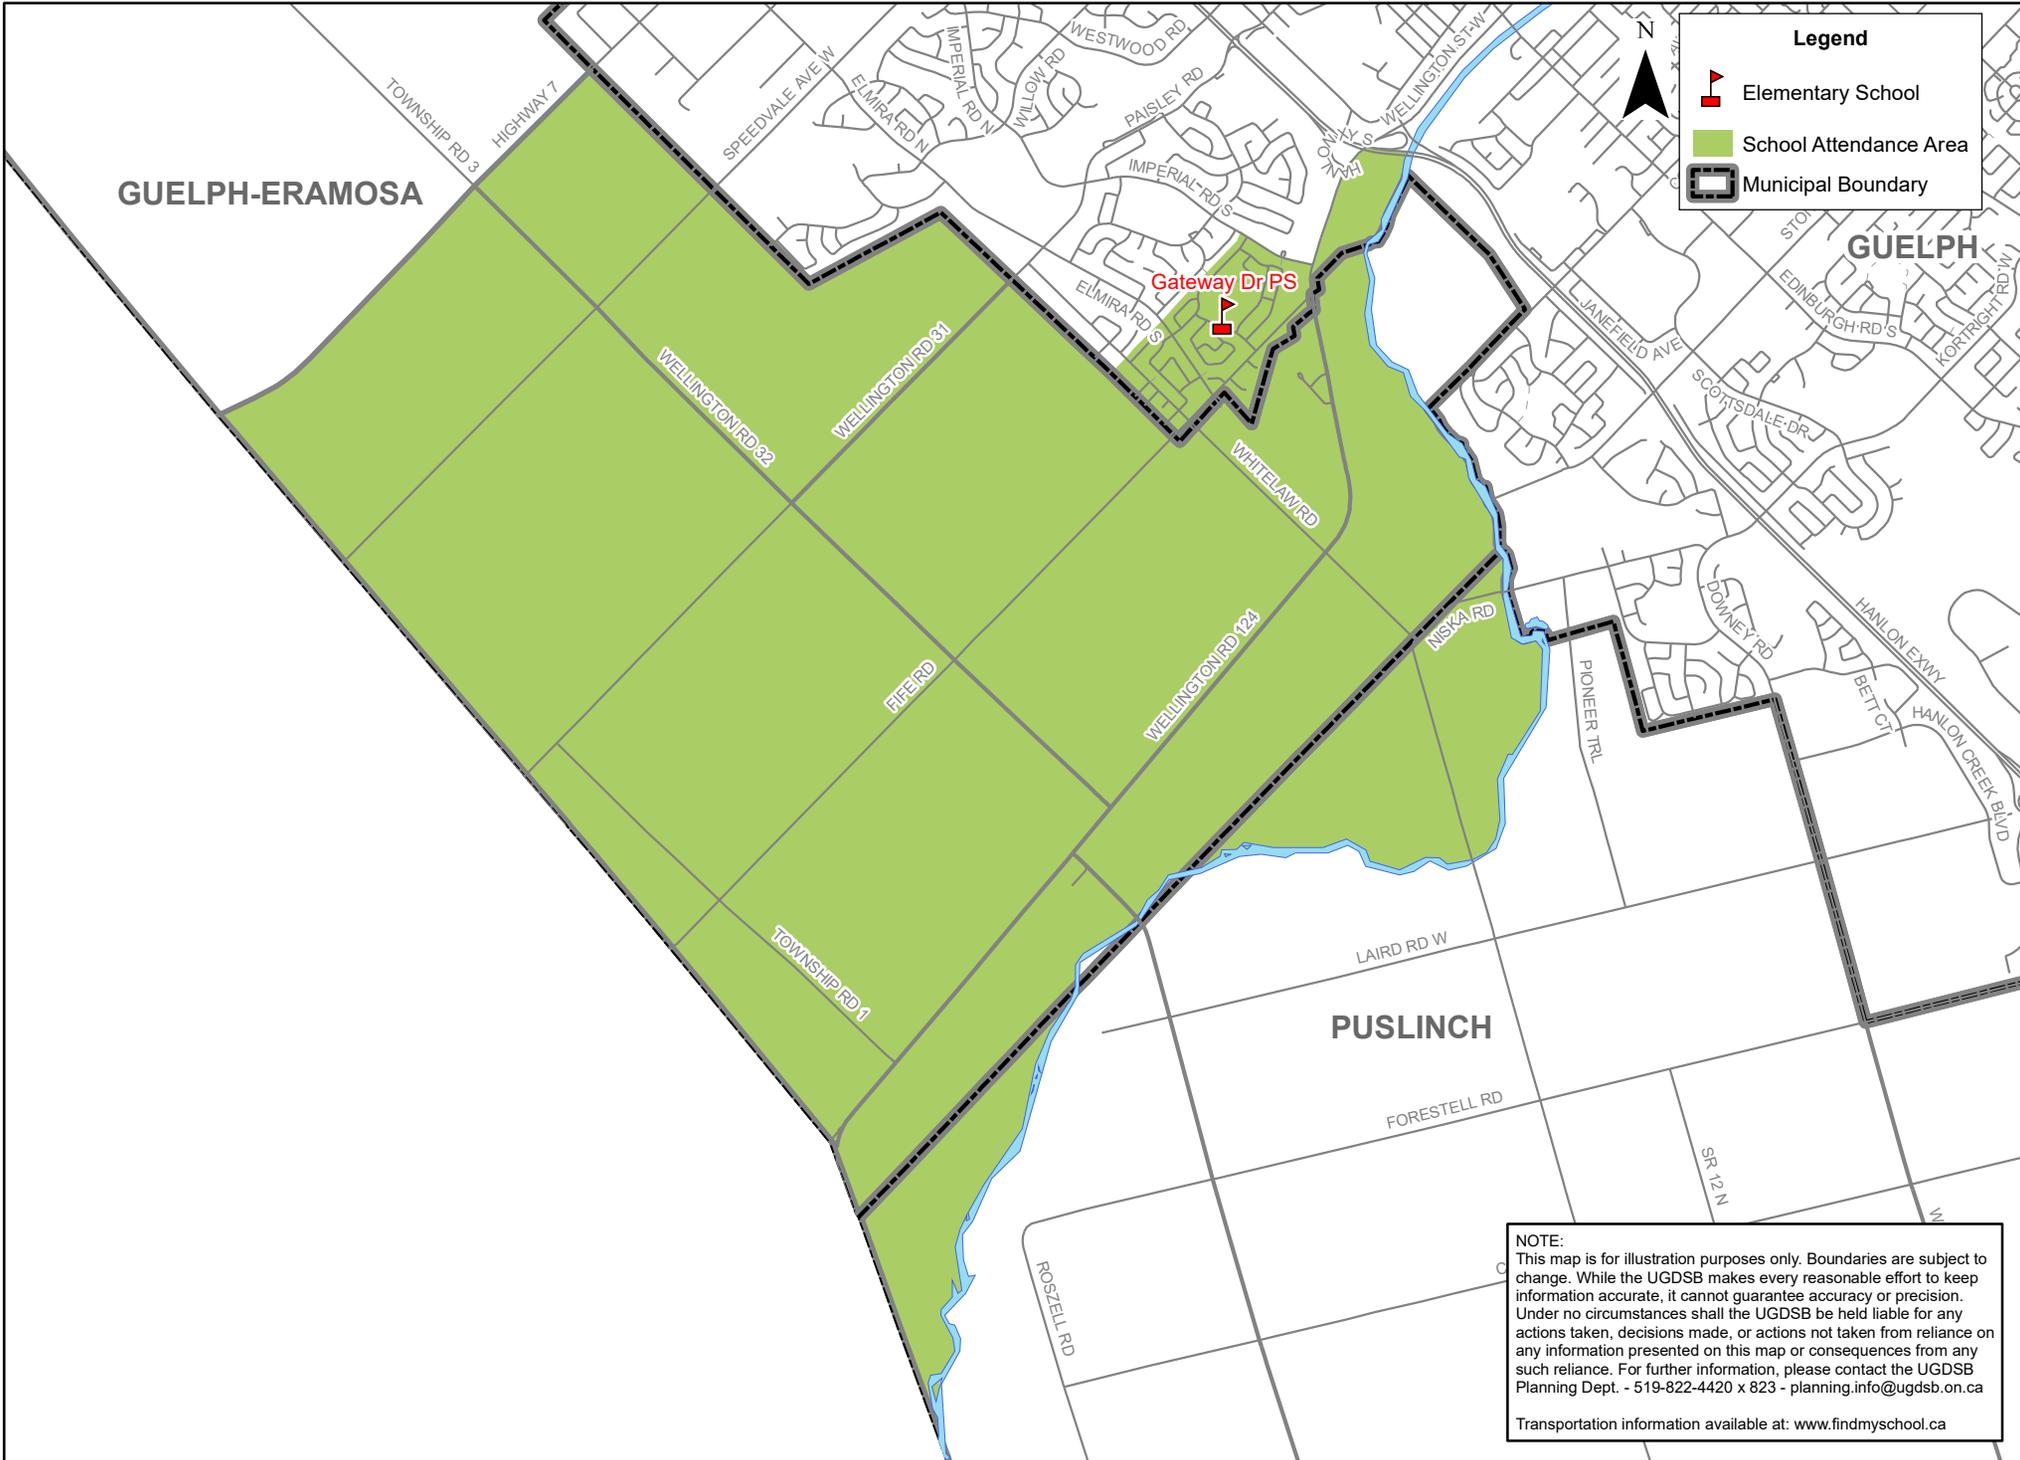 Legend
Elementary School
School Attendance Area
Municipal Boundary
N
GUELPH-ERAMOSA
GUELPH
PUSLINCH
Gateway Dr PS
TOWNSHIP RD 3
HIGHWAY 7
SPEEDVALE AVE W
ELMIRA RD N
IMPERIAL RD N
WILLOW RD
WESTWOOD RD
PAISLEY RD
WELLINGTON ST W
IMPERIAL RD S
ELMIRA RD S
WELLINGTON RD 31
WELLINGTON RD 32
WHITELAW RD
JANEFIELD AVE
EDINBURGH RD S
KORTRIGHT RD W
SCOTTSDALE DR
FIFE RD
WELLINGTON RD 124
NISKA RD
DOWNEY RD
PIONEER TRL
HANLON EXWY
BETT CT
HANLON CREEK BLVD
TOWNSHIP RD 1
LAIRD RD W
FORESTELL RD
SR 12 N
ROSZELL RD
W
C
NOTE:
This map is for illustration purposes only. Boundaries are subject to
change. While the UGDSB makes every reasonable effort to keep
information accurate, it cannot guarantee accuracy or precision.
Under no circumstances shall the UGDSB be held liable for any
actions taken, decisions made, or actions not taken from reliance on
any information presented on this map or consequences from any
such reliance. For further information, please contact the UGDSB
Planning Dept. - 519-822-4420 x 823 - planning.info@ugdsb.on.ca
Transportation information available at: www.findmyschool.ca